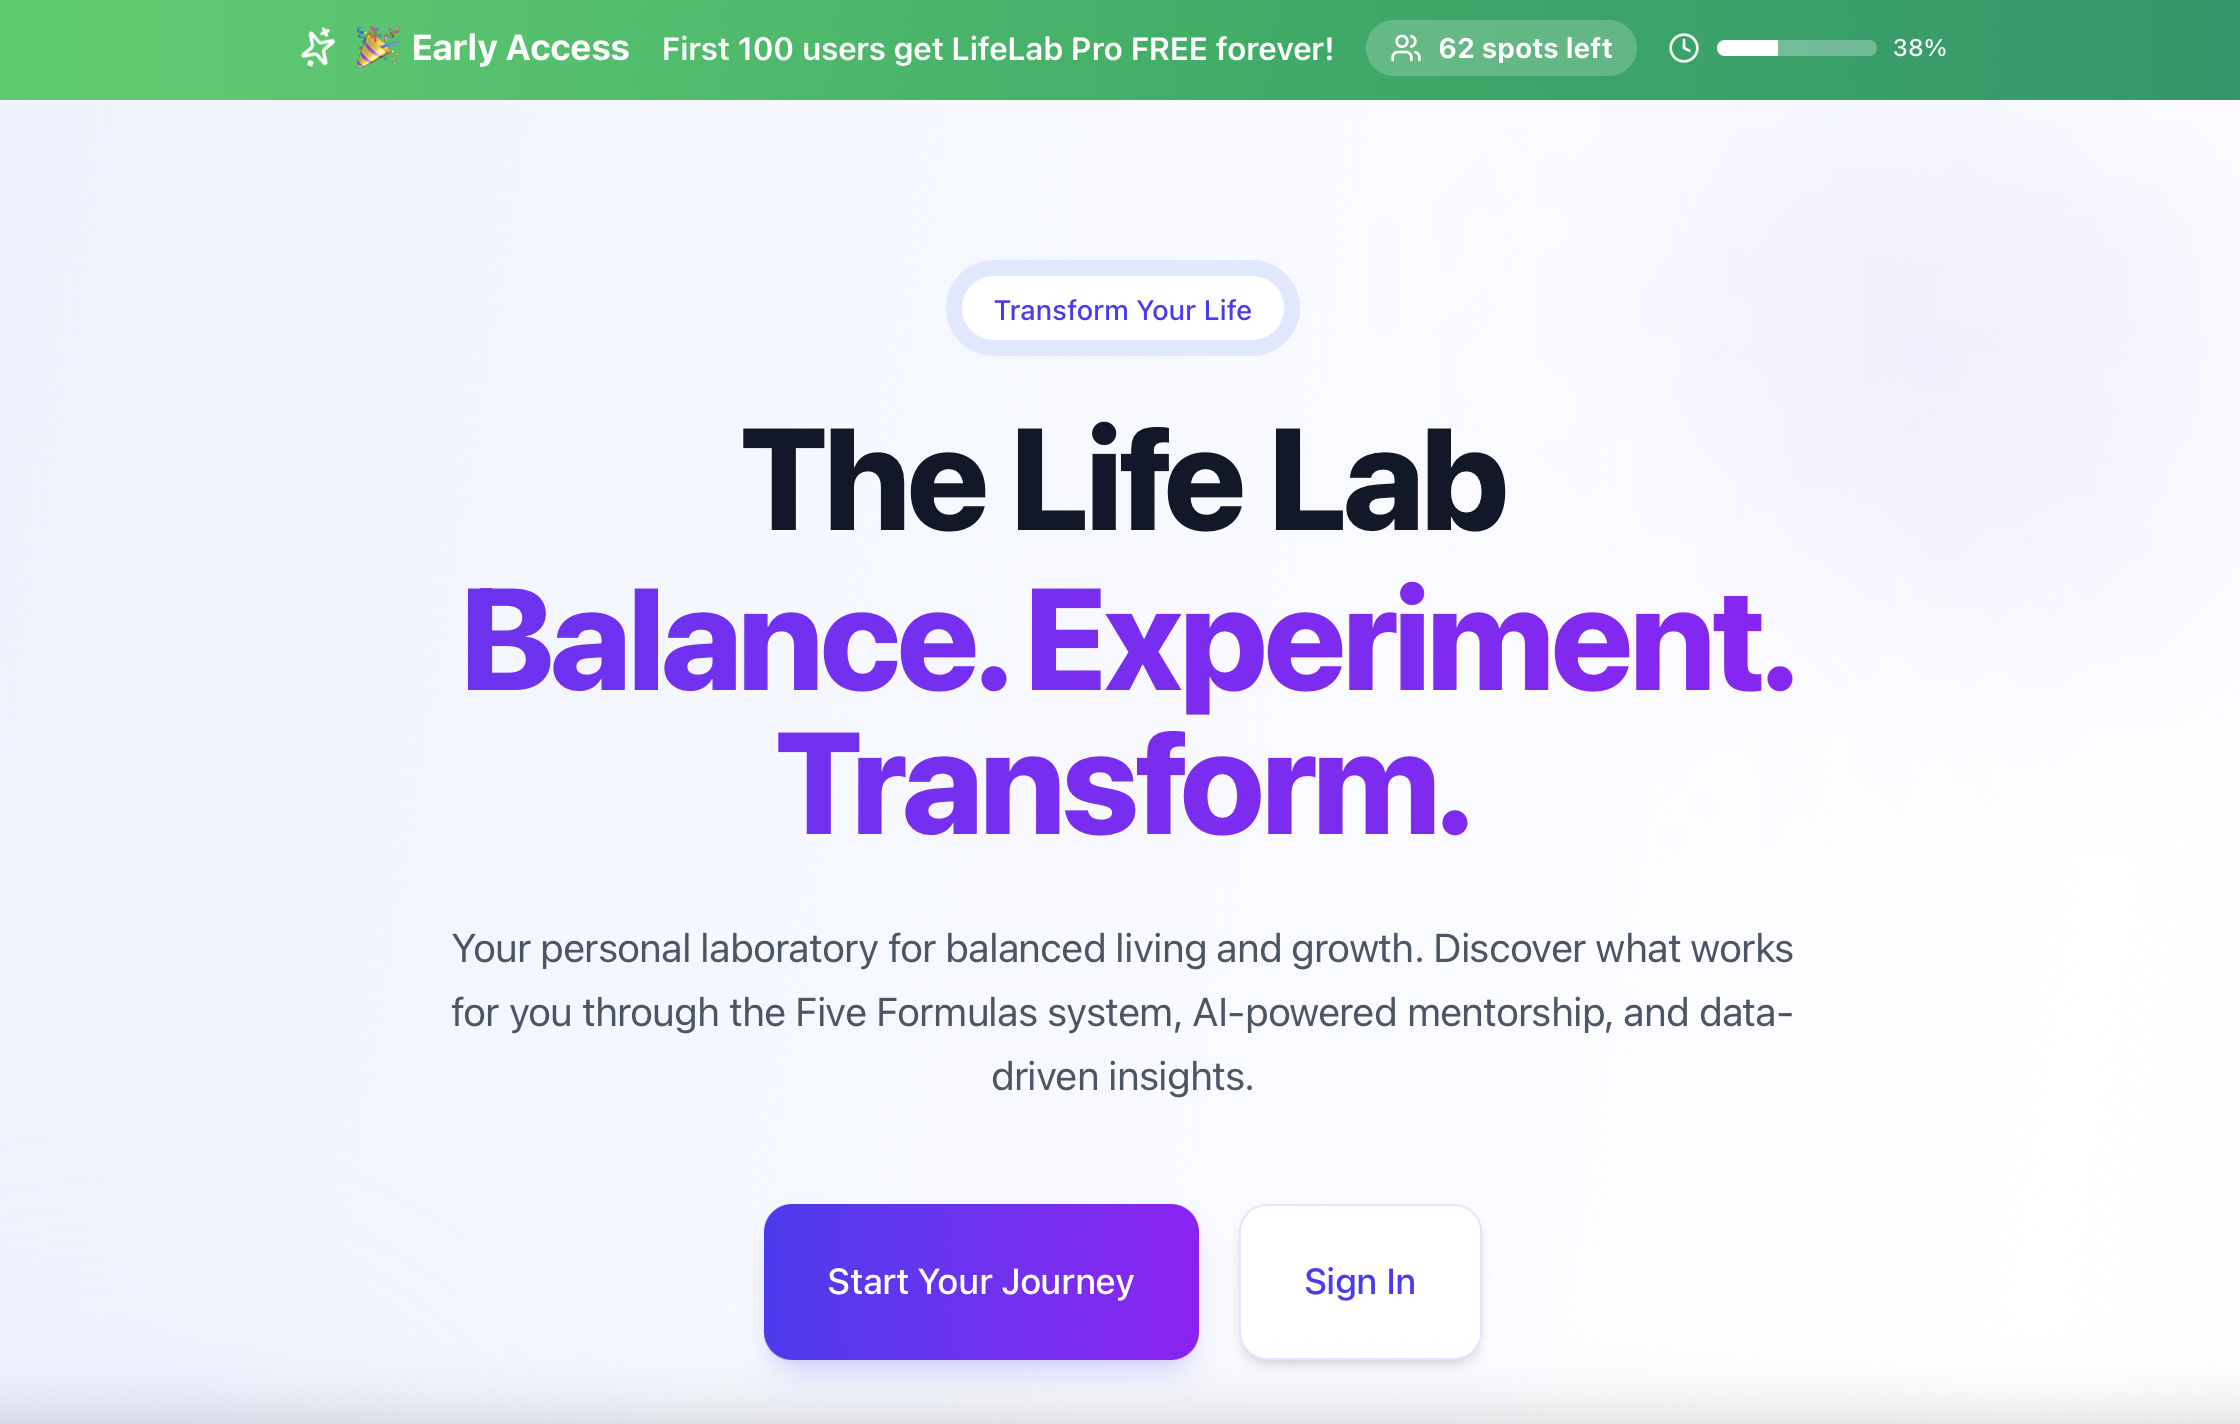 🎉 Early Access First 100 users get LifeLab Pro FREE forever! 62 spots left 38%
Transform Your Life
The Life Lab
Balance. Experiment.
Transform.
Your personal laboratory for balanced living and growth. Discover what works
for you through the Five Formulas system, AI-powered mentorship, and data-
driven insights.
Start Your Journey Sign In